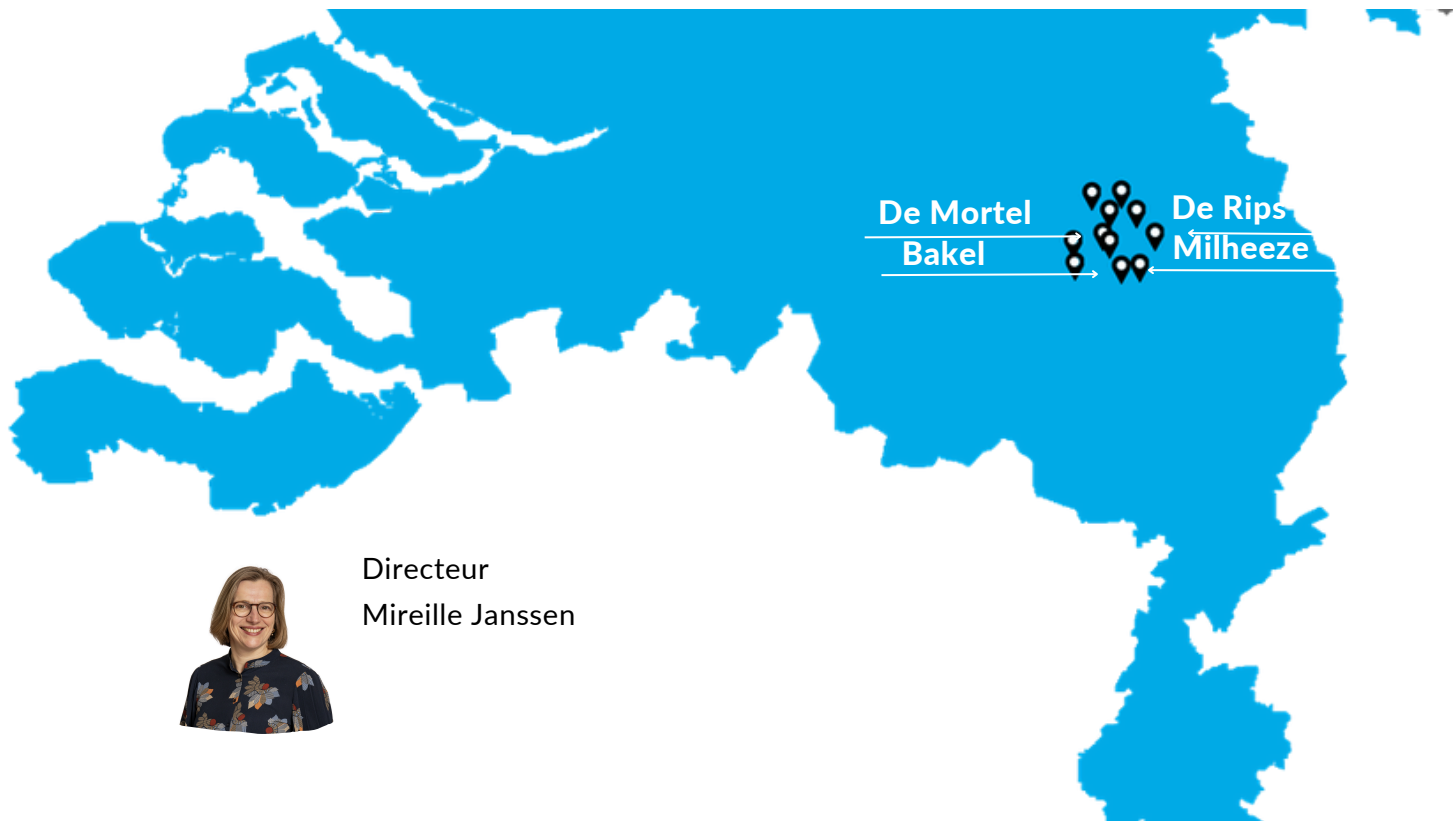 De Mortel
De Rips
Bakel
Milheeze
Directeur
Mireille Janssen